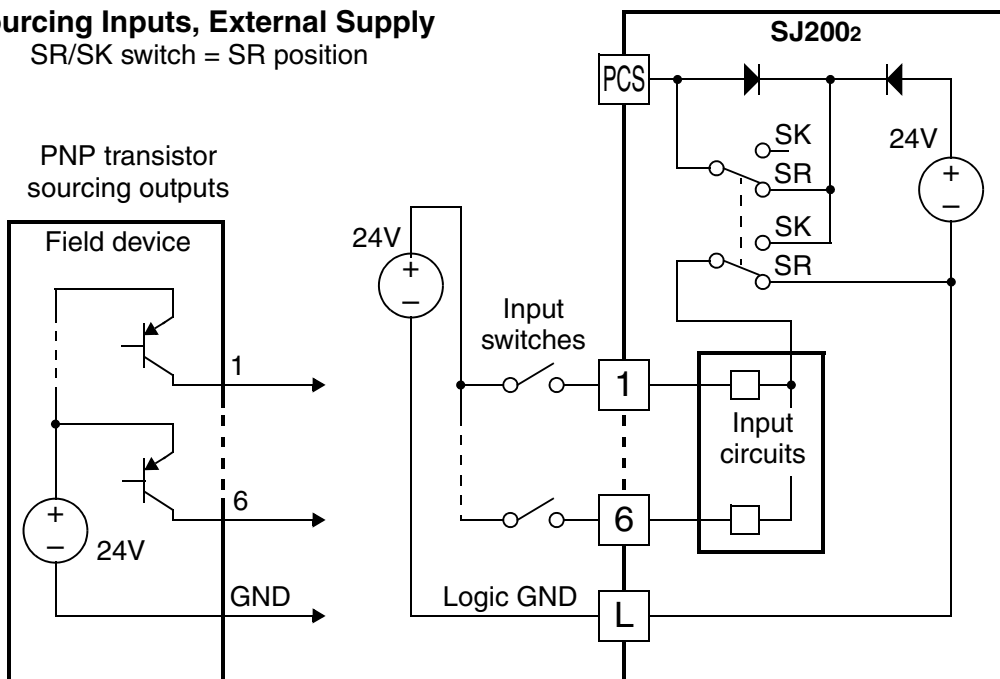 Sourcing Inputs, External Supply
SR/SK switch = SR position
SJ2002
PCS
SK
SR
24V
+
–
SK
SR
PNP transistor
sourcing outputs
Field device
24V
+
–
Input
switches
1
1
Input
circuits
6
6
+
–
24V
GND
Logic GND
L